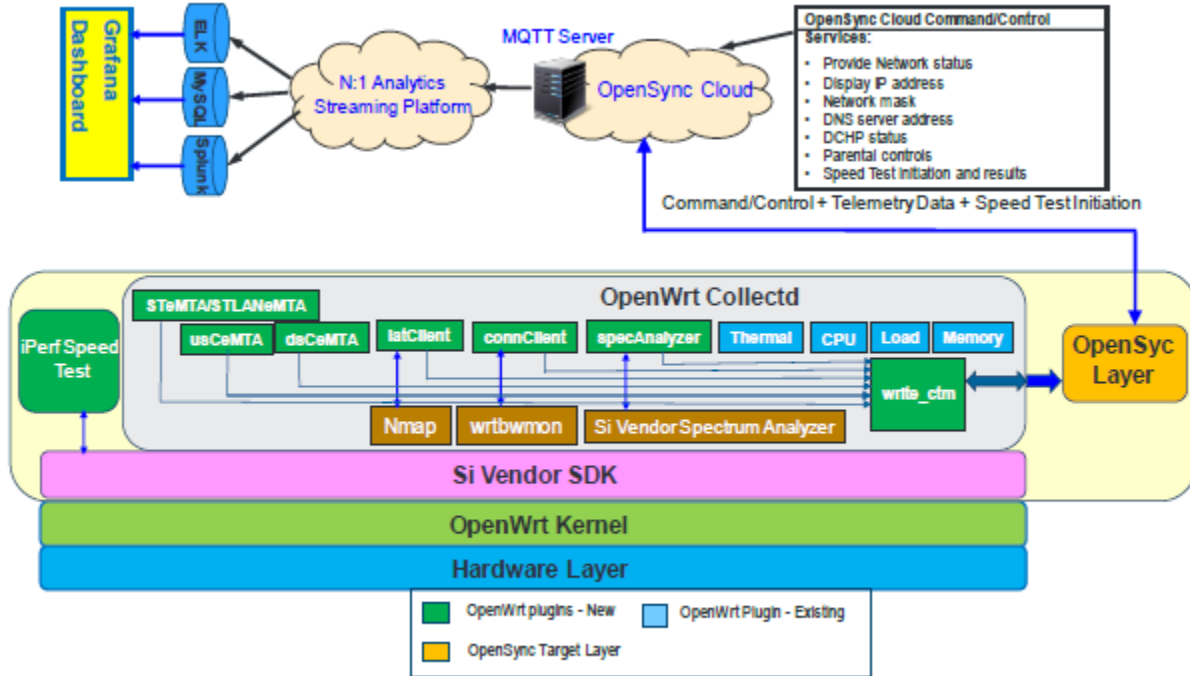 Grafana
Dashboard
ELK
MySQL
Splunk
N:1 Analytics
Streaming Platform
MQTT Server
OpenSync Cloud
OpenSync Cloud Command/Control
Services:
• Provide Network status
• Display IP address
• Network mask
• DNS server address
• DCHP status
• Parental controls
• Speed Test Initiation and results
Command/Control + Telemetry Data + Speed Test Initiation
OpenWrt Collectd
STeMTA/STLANeMTA
iPerf Speed
Test
usCeMTA
dsCeMTA
latClient
connClient
specAnalyzer
Thermal
CPU
Load
Memory
OpenSyc
Layer
write_ctm
Nmap
wrtbwmon
Si Vendor Spectrum Analyzer
Si Vendor SDK
OpenWrt Kernel
Hardware Layer
OpenWrt plugins - New
OpenWrt Plugin - Existing
OpenSync Target Layer